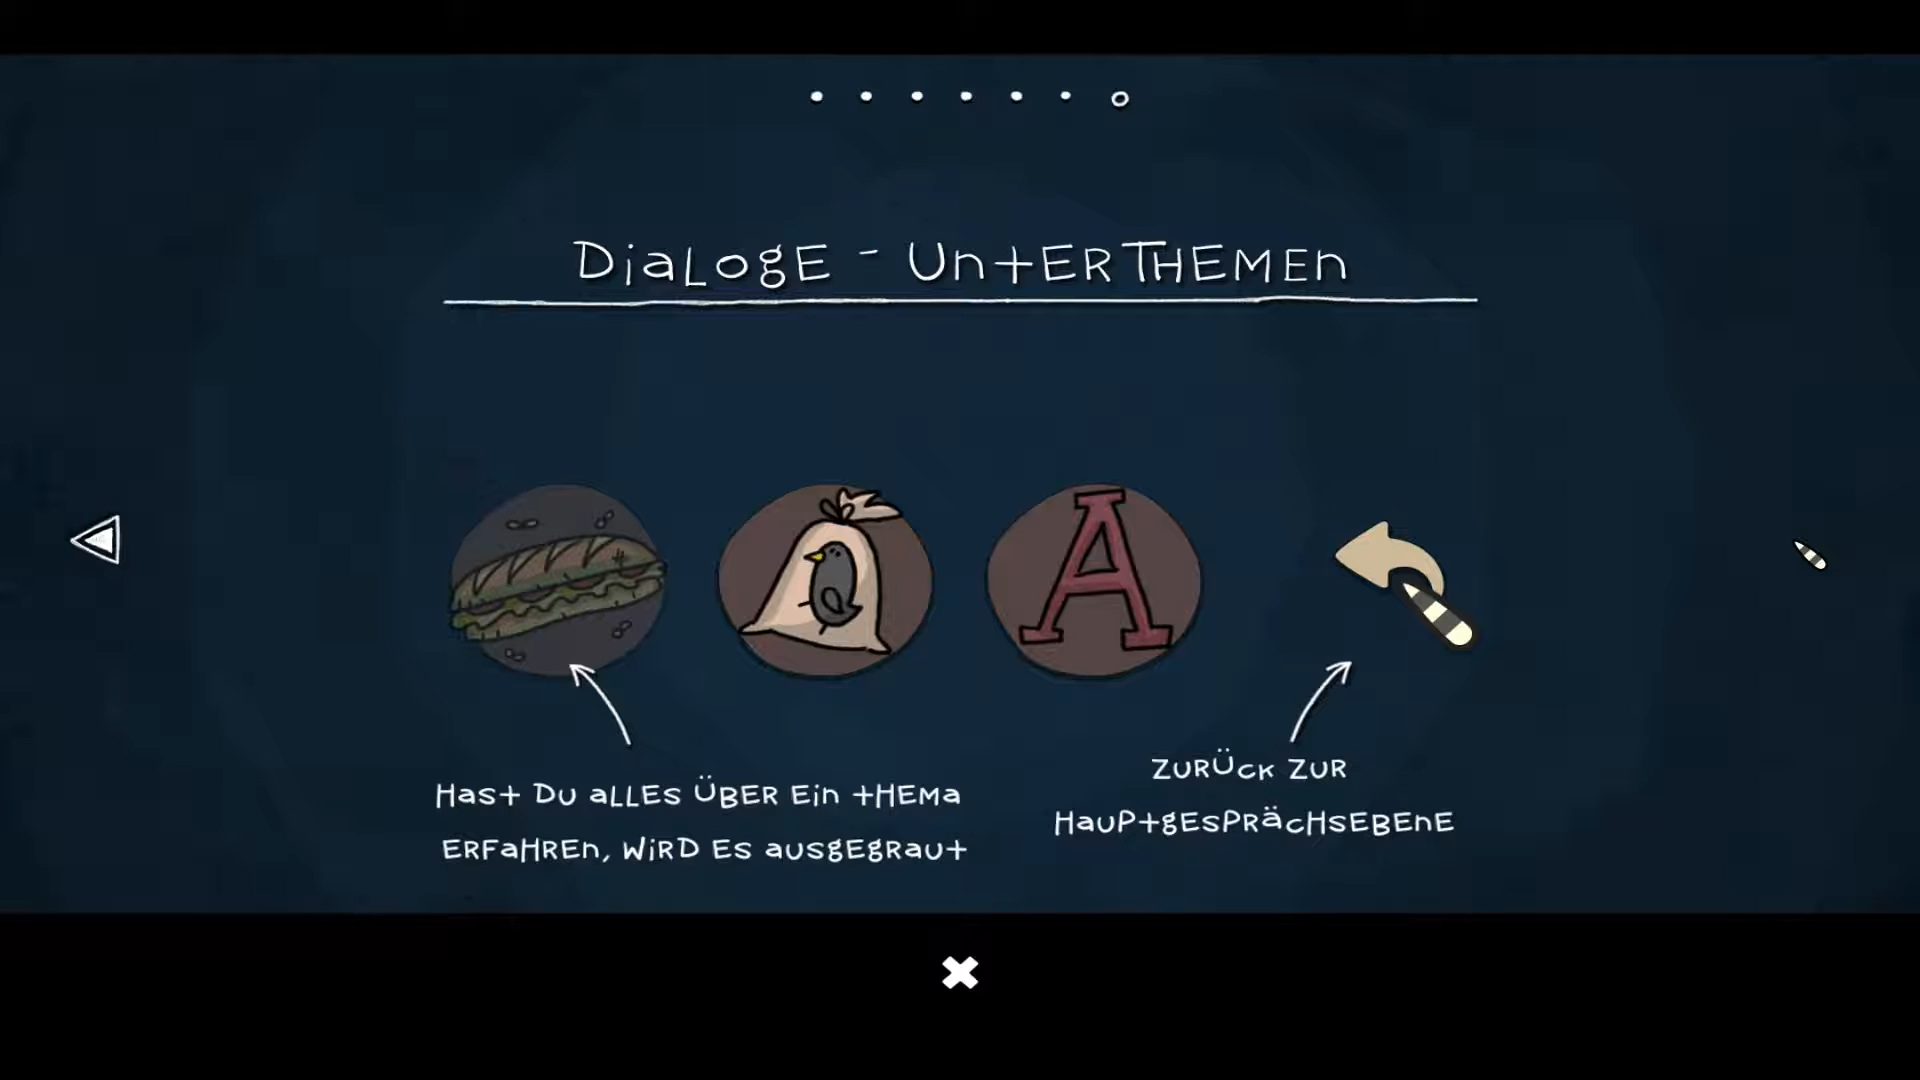 Dialoge - Unterthemen
A
Hast du alles über ein Thema
erfahren, wird es ausgegraut
Zurück zur
Hauptgesprächsebene